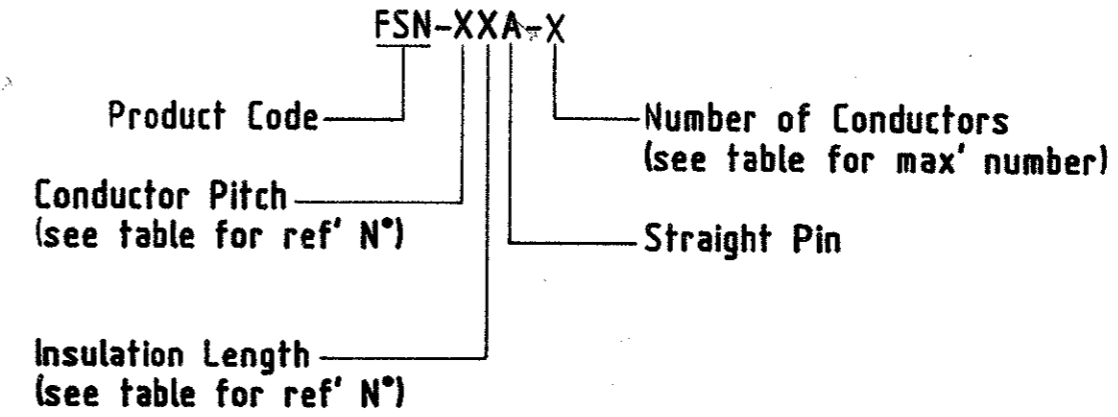 FSN-XXA-X
Product Code
Number of Conductors
(see table for max' number)
Conductor Pitch
(see table for ref' N°)
Straight Pin
Insulation Length
(see table for ref' N°)